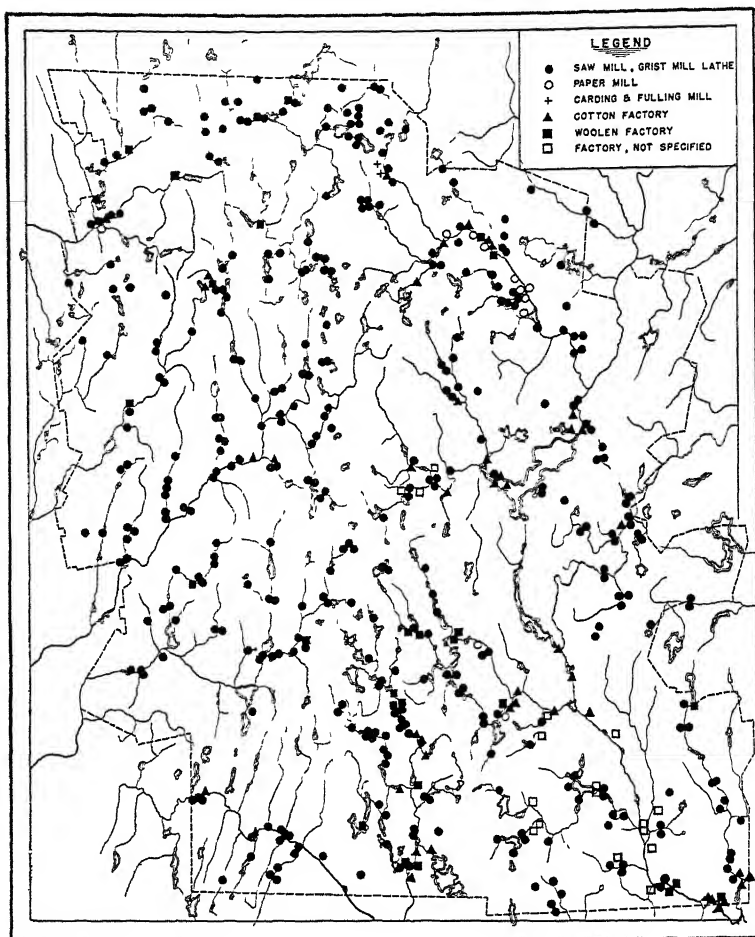 LEGEND
SAW MILL, GRIST MILL LATHE
PAPER MILL
CARDING & FULLING MILL
COTTON FACTORY
WOOLEN FACTORY
FACTORY, NOT SPECIFIED